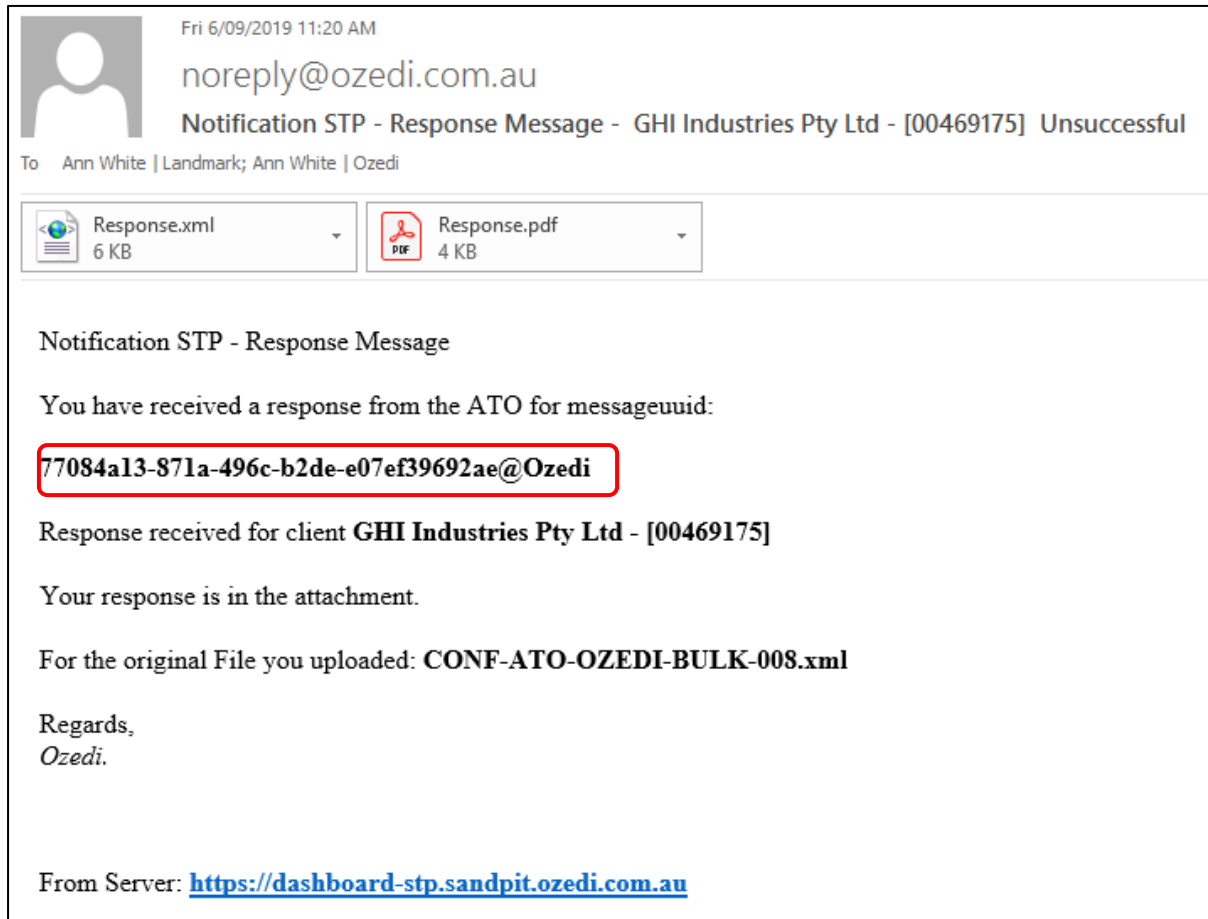 Fri 6/09/2019 11:20 AM
noreply@ozedi.com.au
Notification STP - Response Message - GHI Industries Pty Ltd - [00469175] Unsuccessful
To Ann White | Landmark; Ann White | Ozedi
Response.xml
6 KB
PDF
Response.pdf
4 KB
Notification STP - Response Message
You have received a response from the ATO for messageuuid:
77084a13-871a-496c-b2de-e07ef39692ae@Ozedi
Response received for client GHI Industries Pty Ltd - [00469175]
Your response is in the attachment.
For the original File you uploaded: CONF-ATO-OZEDI-BULK-008.xml
Regards,
Ozedi.
From Server: https://dashboard-stp.sandpit.ozedi.com.au